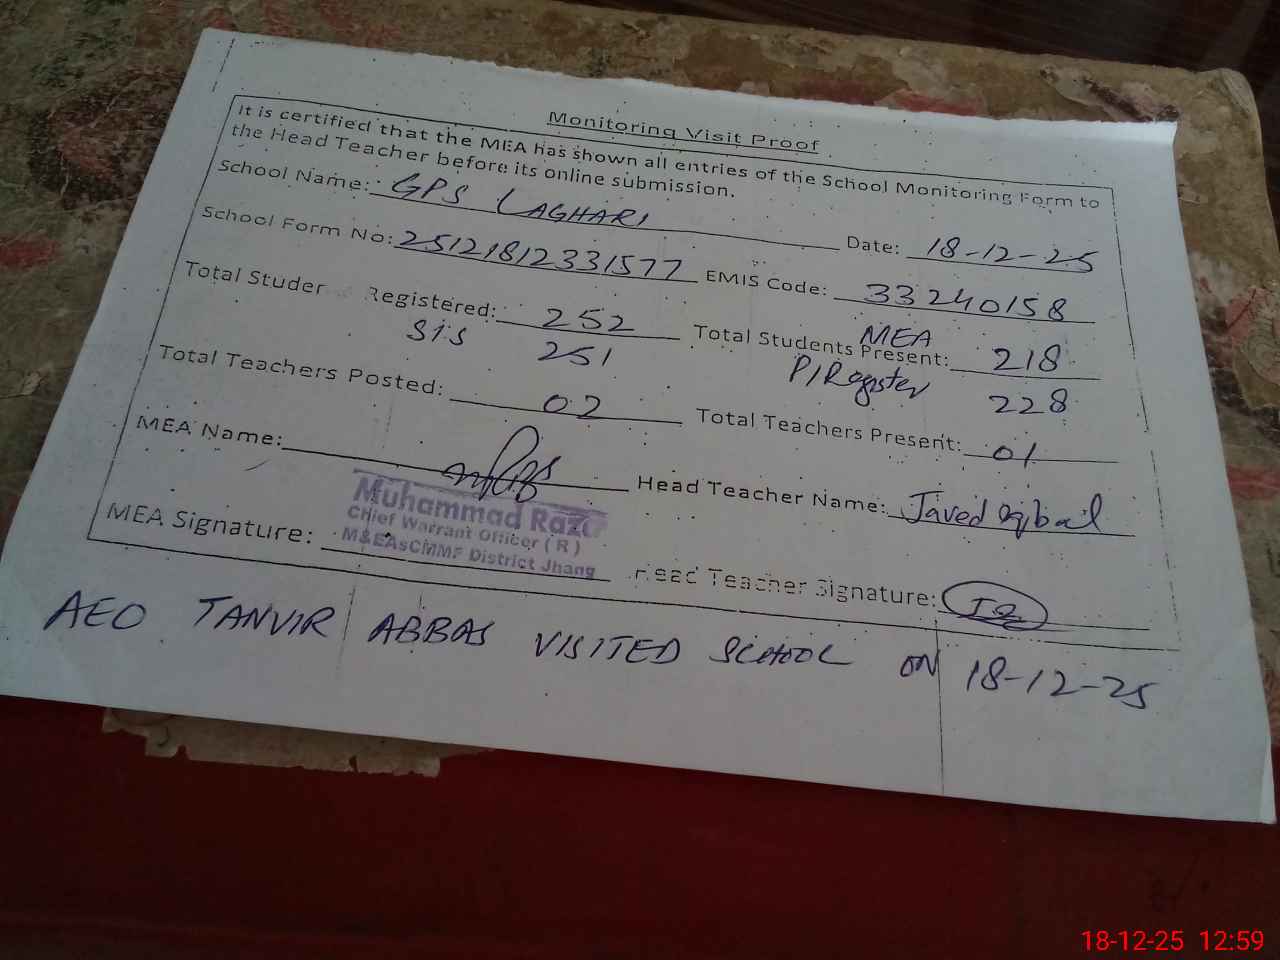 Monitoring Visit Proof
It is certified that the MEA has shown all entries of the School Monitoring Form to
the Head Teacher before its online submission.
School Name: GPS LAGHARI Date: 18-12-25
School Form No: 2512181233157 7 EMIS Code: 33240158
Total Studen Registered: 252 Total Students Present: MEA 218
SiS 251 P/Register 228
Total Teachers Posted: 02 Total Teachers Present: 01
MEA Name: Head Teacher Name: Javed Iqbal
Muhammad Raza
Chief Warrant Officer (R)
M&EAsCMMF District Jhang
MEA Signature: Head Teacher Signature:
AEO TANVIR ABBAS VISITED SCHOOL ON 18-12-25
18-12-25 12:59